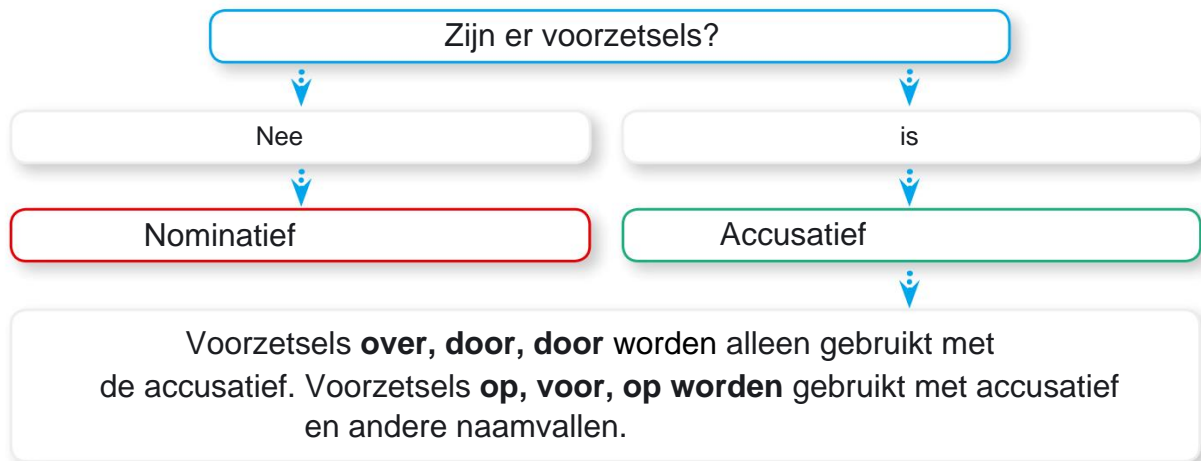 Zijn er voorzetsels?
Nee
is
Nominatief
Accusatief
Voorzetsels over, door, door worden alleen gebruikt met
de accusatief. Voorzetsels op, voor, op worden gebruikt met accusatief
en andere naamvallen.